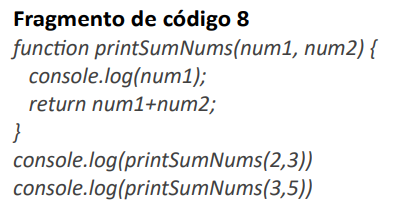 Fragmento de código 8
function printSumNums(num1, num2) {
console.log(num1);
return num1+num2;
}
console.log(printSumNums(2,3))
console.log(printSumNums(3,5))